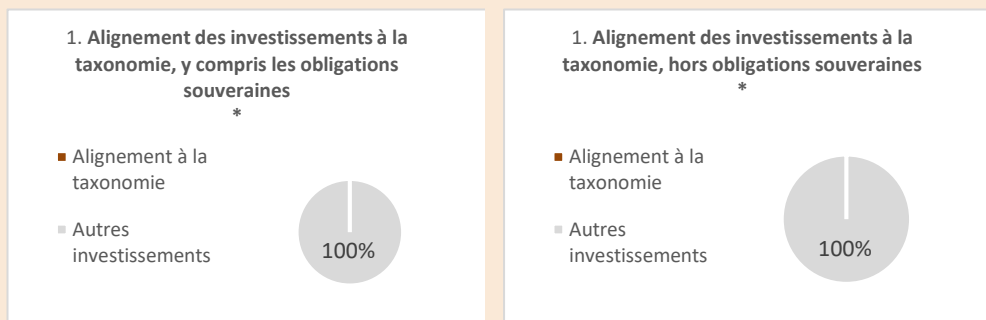 1. Alignement des investissements à la
taxonomie, y compris les obligations
souveraines
*
Alignement à la
taxonomie
Autres
investissements
100%
1. Alignement des investissements à la
taxonomie, hors obligations souveraines
*
Alignement à la
taxonomie
Autres
investissements
100%